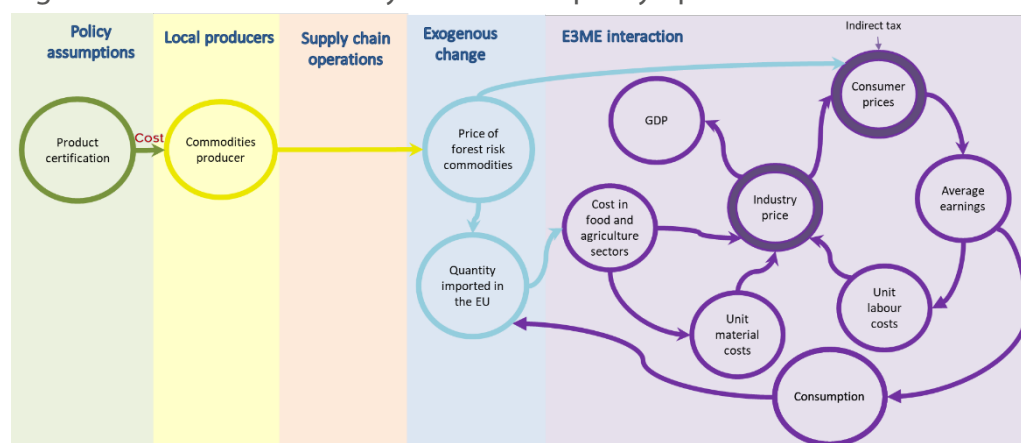 Policy
assumptions
Local producers
Supply chain
operations
Exogenous
change
E3ME interaction
Indirect tax
Product
certification
Cost
Commodities
producer
Price of
forest risk
commodities
Quantity
imported in
the EU
GDP
Cost in
food and
agriculture
sectors
Industry
price
Consumer
prices
Average
earnings
Unit
material
costs
Unit
labour
costs
Consumption